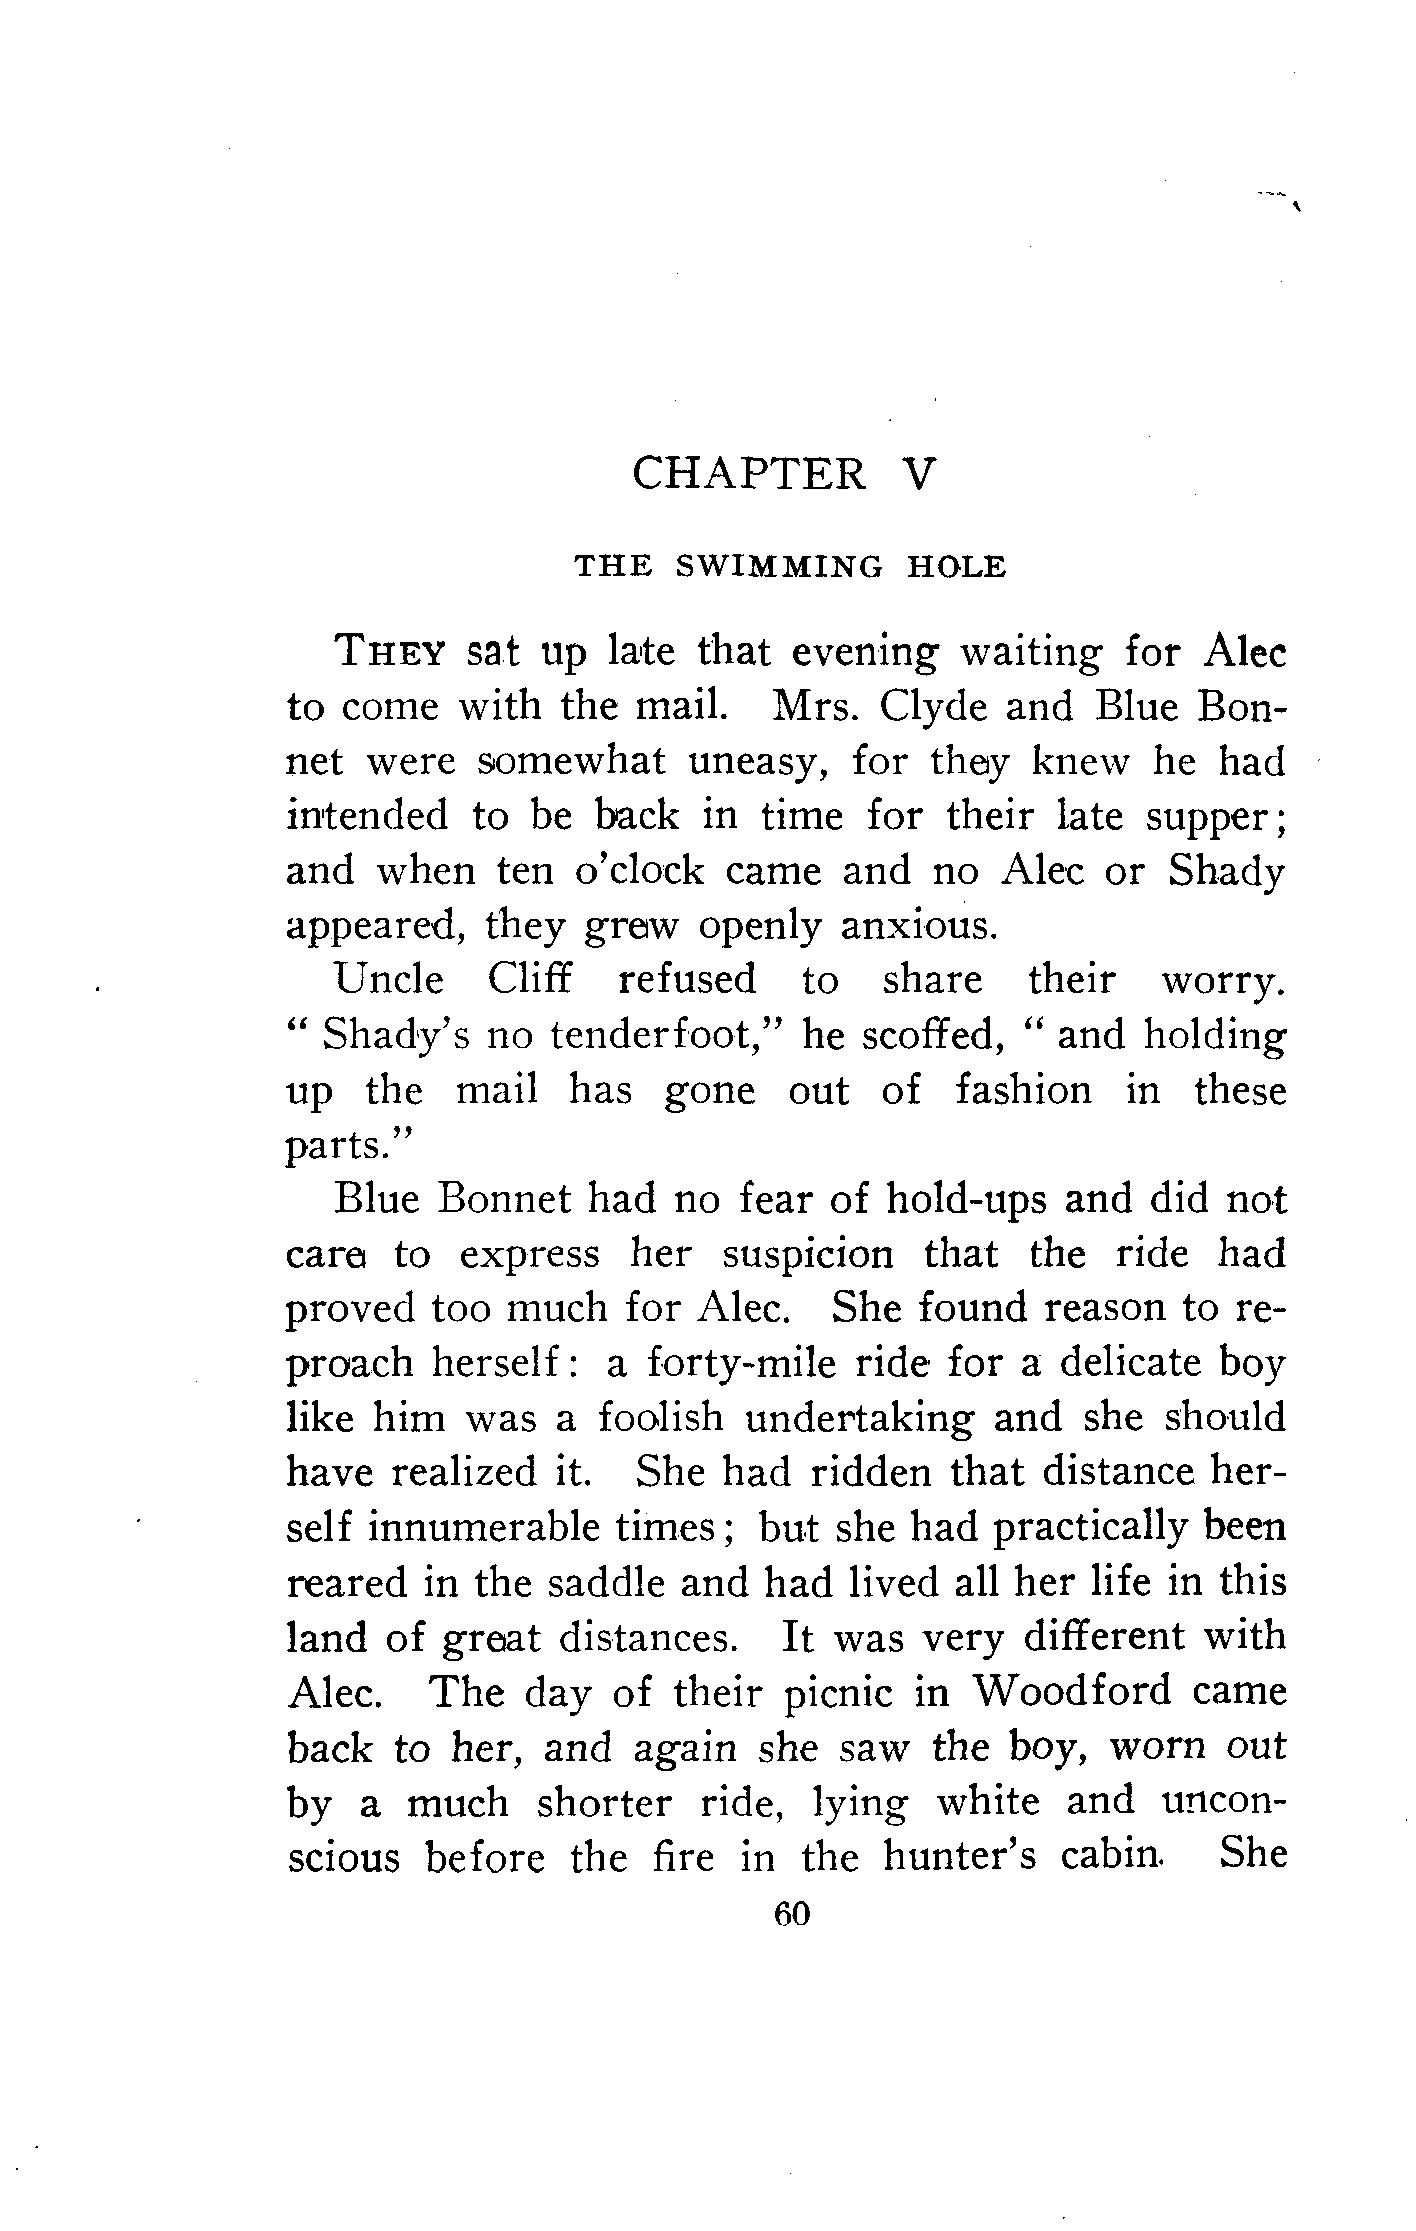 CHAPTER V
THE SWIMMING HOLE
THEY sat up late that evening waiting for Alec
to come with the mail. Mrs. Clyde and Blue Bon-
net were somewhat uneasy, for they knew he had
intended to be back in time for their late supper;
and when ten o'clock came and no Alec or Shady
appeared, they grew openly anxious.
Uncle Cliff refused to share their worry.
" Shady's no tenderfoot," he scoffed, " and holding
up the mail has gone out of fashion in these
parts."
Blue Bonnet had no fear of hold-ups and did not
care to express her suspicion that the ride had
proved too much for Alec. She found reason to re-
proach herself: a forty-mile ride for a delicate boy
like him was a foolish undertaking and she should
have realized it. She had ridden that distance her-
self innumerable times; but she had practically been
reared in the saddle and had lived all her life in this
land of great distances. It was very different with
Alec. The day of their picnic in Woodford came
back to her, and again she saw the boy, worn out
by a much shorter ride, lying white and uncon-
scious before the fire in the hunter's cabin. She
60